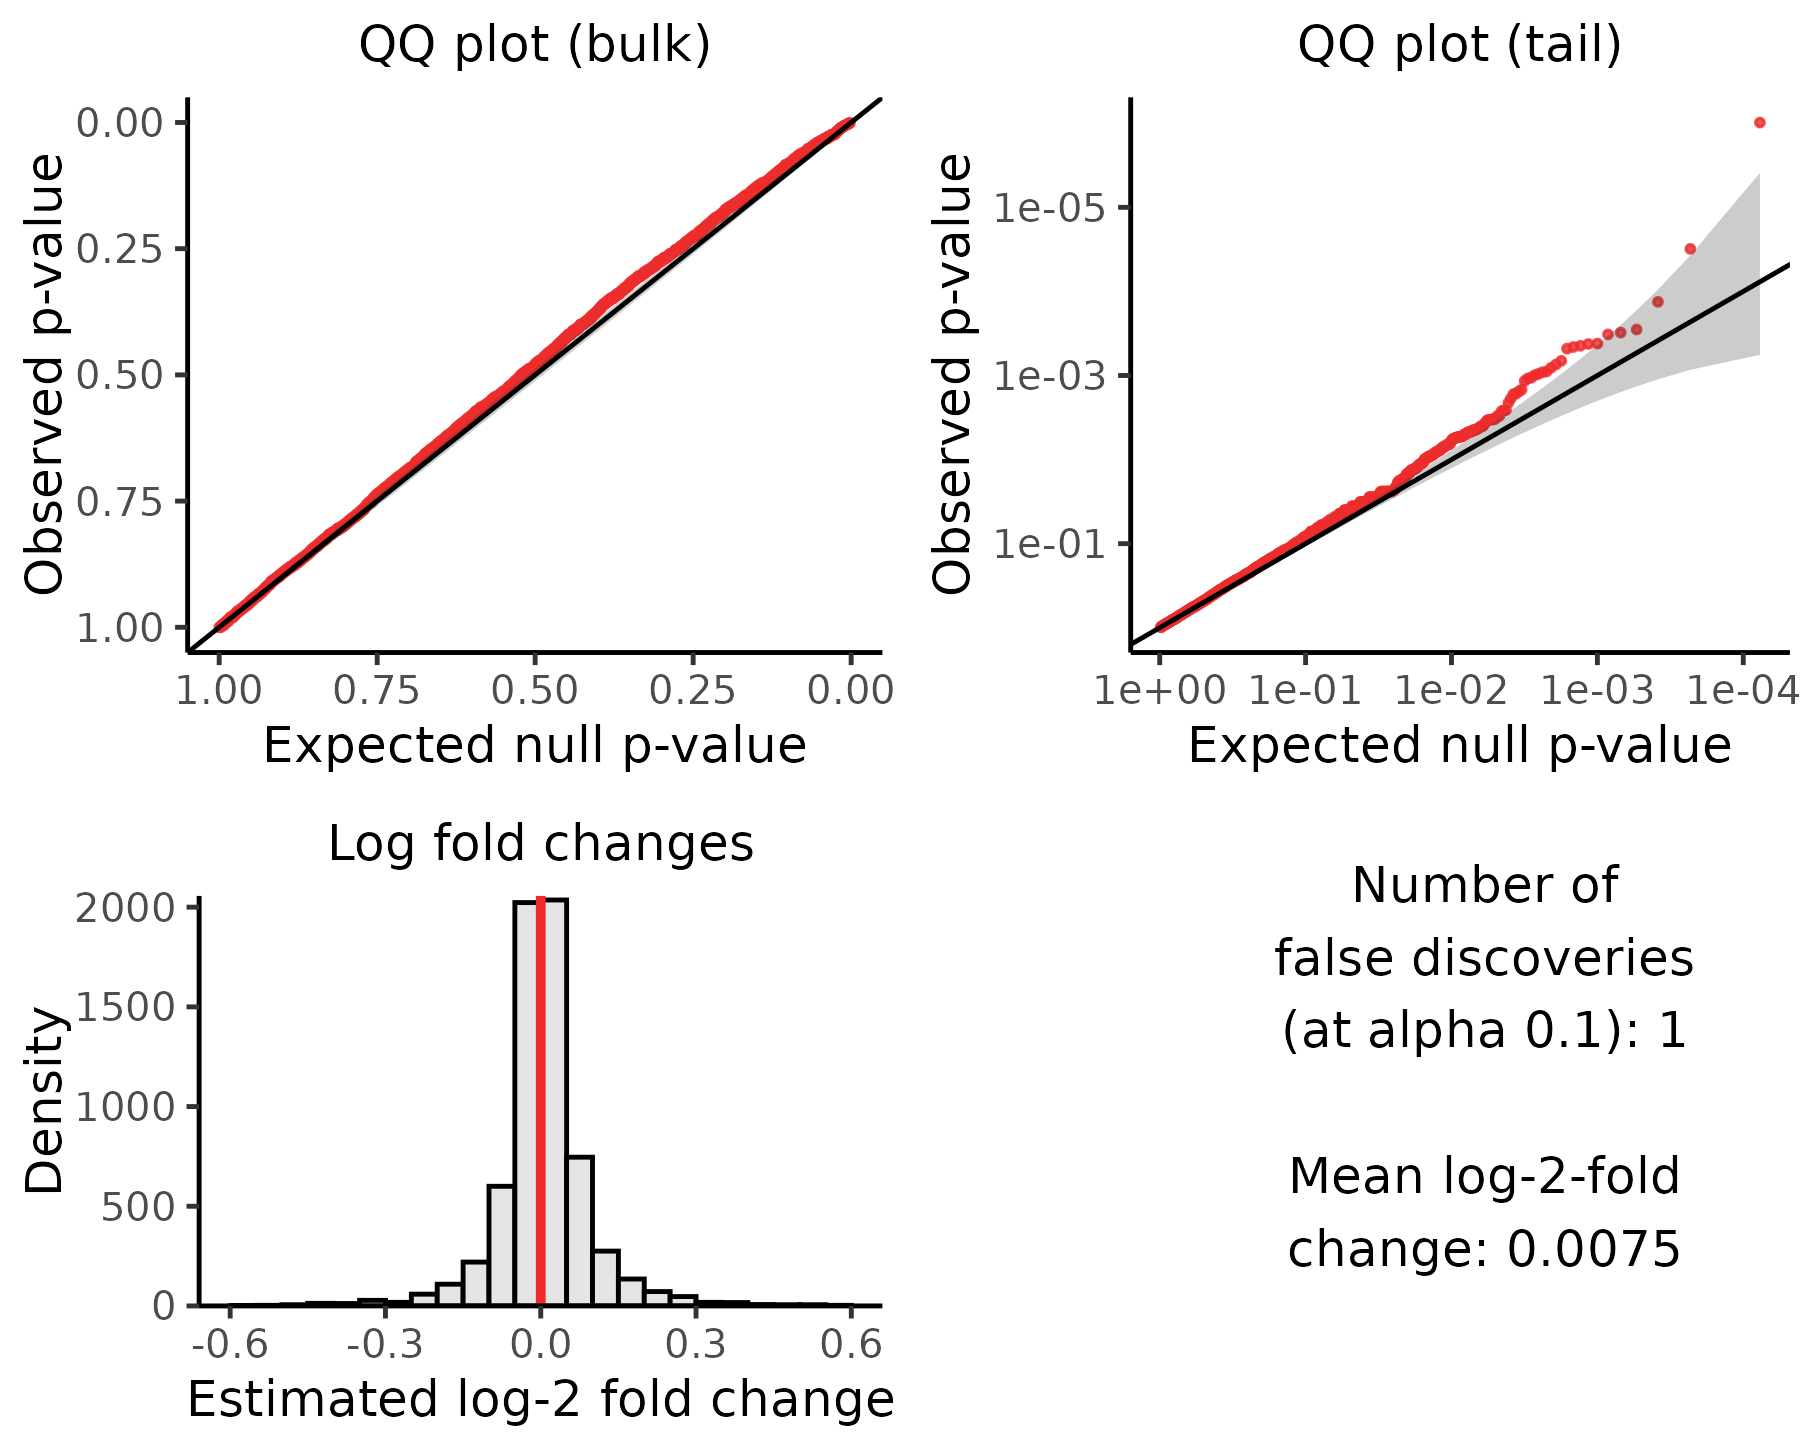 QQ plot (bulk)
Observed p-value
0.00
0.25
0.50
0.75
1.00
1.00 0.75 0.50 0.25 0.00
Expected null p-value
QQ plot (tail)
Observed p-value
1e-05
1e-03
1e-01
1e+00 1e-01 1e-02 1e-03 1e-04
Expected null p-value
Log fold changes
Density
2000
1500
1000
500
0
-0.6 -0.3 0.0 0.3 0.6
Estimated log-2 fold change
Number of
false discoveries
(at alpha 0.1): 1
Mean log-2-fold
change: 0.0075